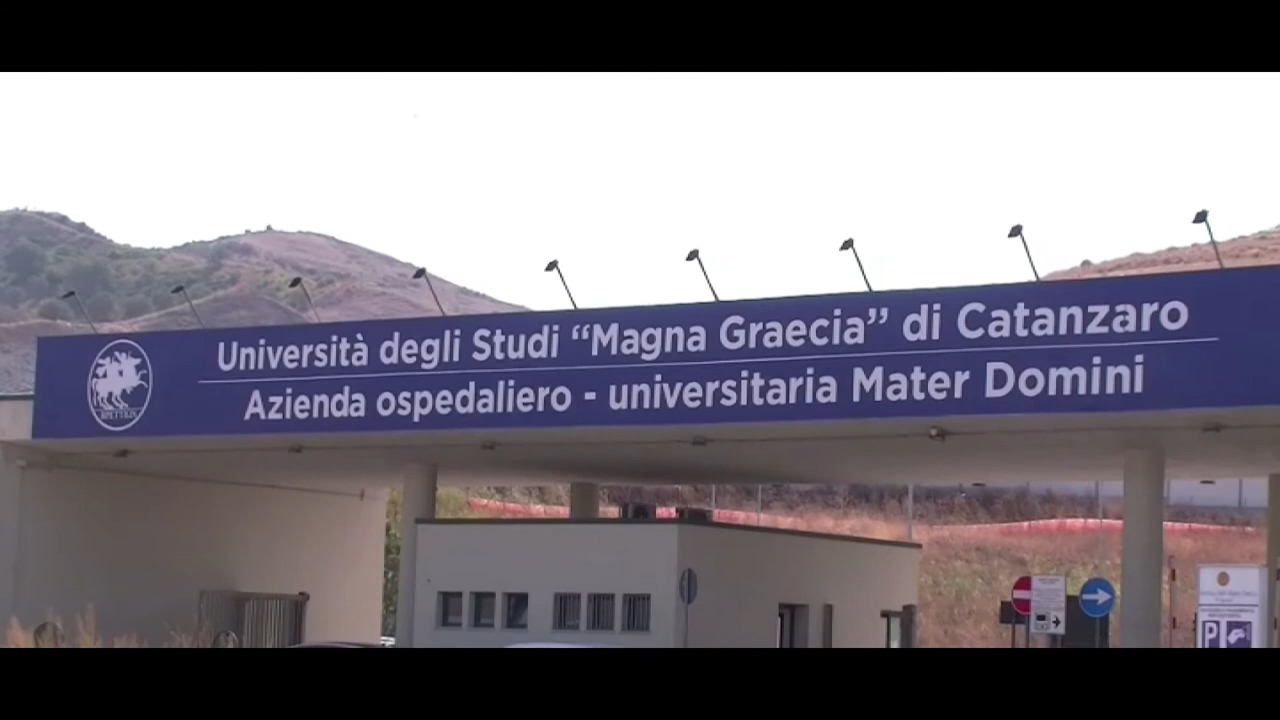 Università degli Studi “Magna Graecia” di Catanzaro
Azienda ospedaliero - universitaria Mater Domini
P